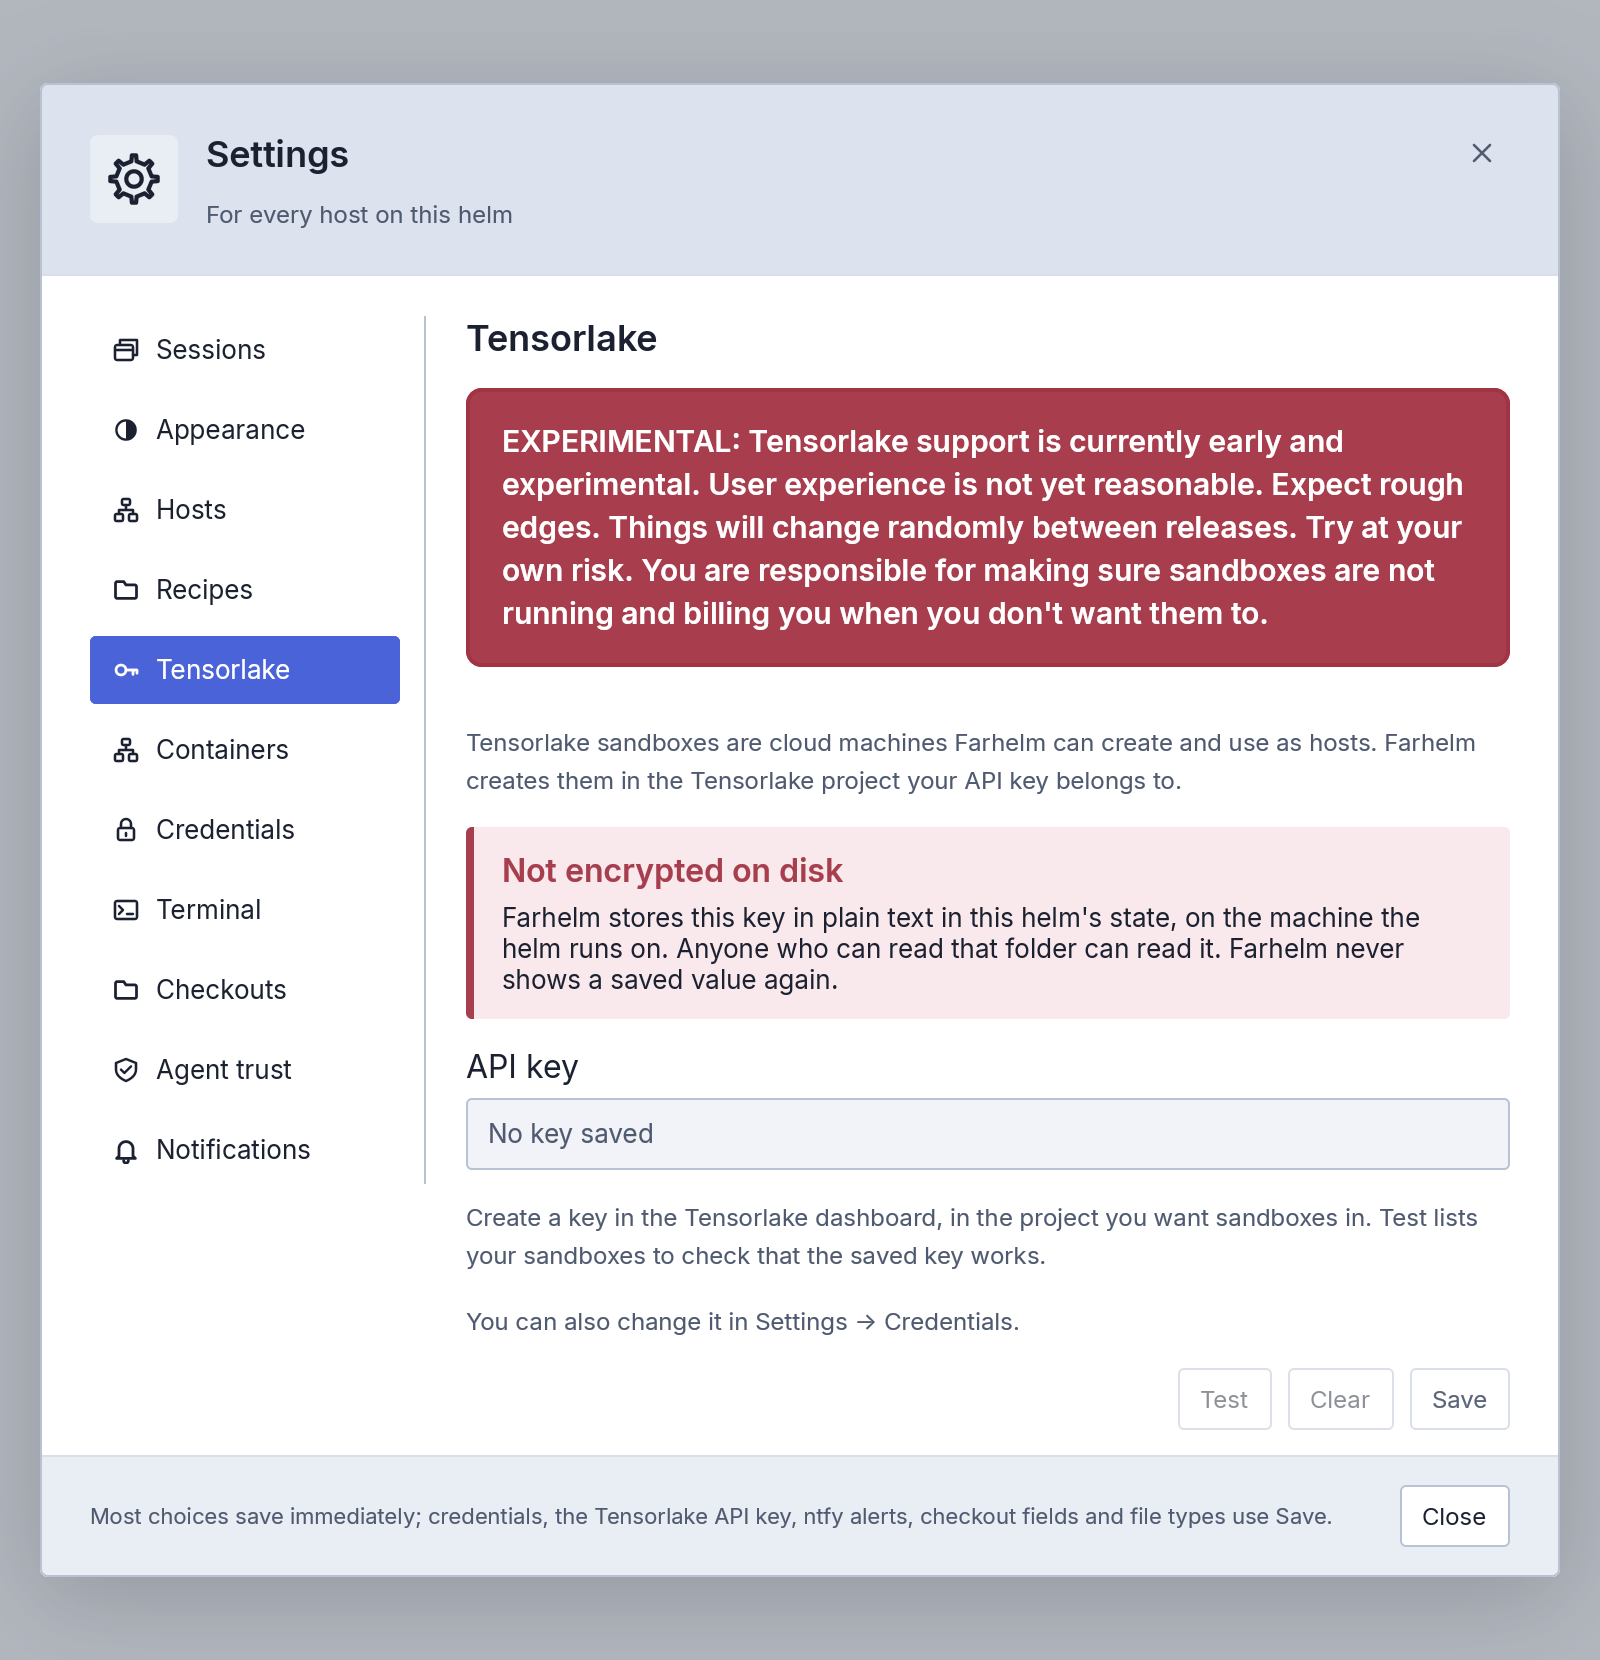 Settings
For every host on this helm
Sessions
Appearance
Hosts
Recipes
Tensorlake
Containers
Credentials
Terminal
Checkouts
Agent trust
Notifications
Tensorlake
EXPERIMENTAL: Tensorlake support is currently early and
experimental. User experience is not yet reasonable. Expect rough
edges. Things will change randomly between releases. Try at your
own risk. You are responsible for making sure sandboxes are not
running and billing you when you don't want them to.
Tensorlake sandboxes are cloud machines Farhelm can create and use as hosts. Farhelm
creates them in the Tensorlake project your API key belongs to.
Not encrypted on disk
Farhelm stores this key in plain text in this helm's state, on the machine the
helm runs on. Anyone who can read that folder can read it. Farhelm never
shows a saved value again.
API key
No key saved
Create a key in the Tensorlake dashboard, in the project you want sandboxes in. Test lists
your sandboxes to check that the saved key works.
You can also change it in Settings → Credentials.
Test
Clear
Save
Most choices save immediately; credentials, the Tensorlake API key, ntfy alerts, checkout fields and file types use Save.
Close